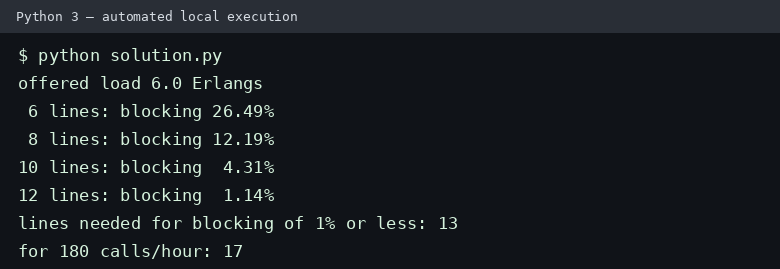 Python 3 — automated local execution
$ python solution.py
offered load 6.0 Erlangs
 6 lines: blocking 26.49%
 8 lines: blocking 12.19%
10 lines: blocking  4.31%
12 lines: blocking  1.14%
lines needed for blocking of 1% or less: 13
for 180 calls/hour: 17